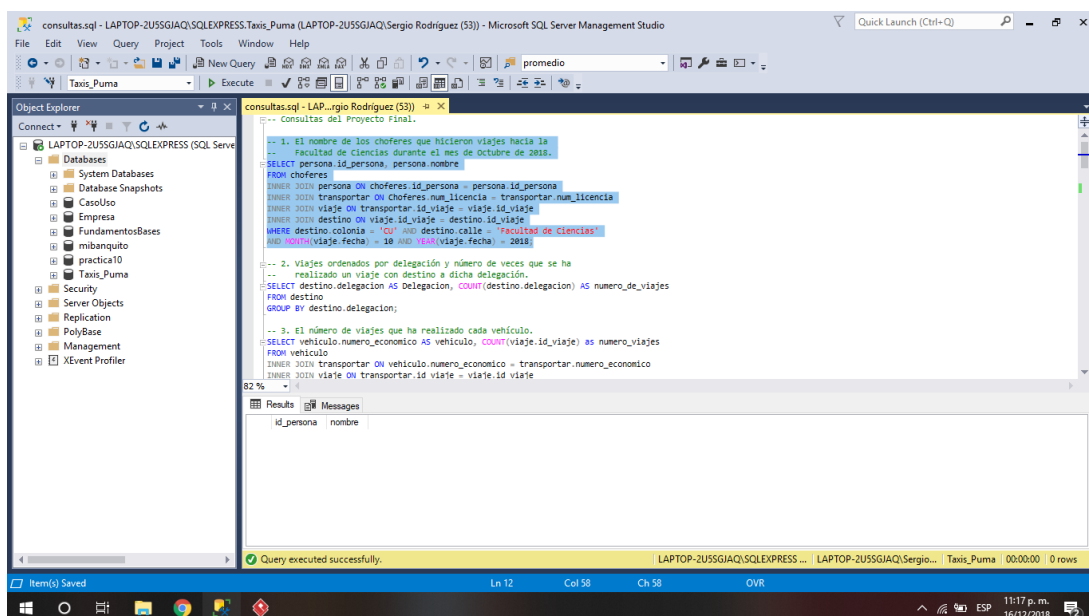 consultas.sql - LAPTOP-2U5SGJAQ\SQLEXPRESS.Taxis_Puma (LAPTOP-2U5SGJAQ\Sergio Rodríguez (53)) - Microsoft SQL Server Management Studio
Quick Launch (Ctrl+Q)
File Edit View Query Project Tools Window Help
New Query promedio
Taxis_Puma Execute
Object Explorer
consultas.sql - LAP...rgio Rodríguez (53))
Connect
LAPTOP-2U5SGJAQ\SQLEXPRESS (SQL Serve
Databases
System Databases
Database Snapshots
CasoUso
Empresa
FundamentosBases
mibanquito
practica10
Taxis_Puma
Security
Server Objects
Replication
PolyBase
Management
XEvent Profiler
-- Consultas del Proyecto Final.
-- 1. El nombre de los choferes que hicieron viajes hacia la
-- Facultad de Ciencias durante el mes de Octubre de 2018.
SELECT persona.id_persona, persona.nombre
FROM choferes
INNER JOIN persona ON choferes.id_persona = persona.id_persona
INNER JOIN transportar ON Choferes.num_licencia = transportar.num_licencia
INNER JOIN viaje ON transportar.id_viaje = viaje.id_viaje
INNER JOIN destino ON viaje.id_viaje = destino.id_viaje
WHERE destino.colonia = 'CU' AND destino.calle = 'Facultad de Ciencias'
AND MONTH(viaje.fecha) = 10 AND YEAR(viaje.fecha) = 2018;
-- 2. Viajes ordenados por delegación y número de veces que se ha
-- realizado un viaje con destino a dicha delegación.
SELECT destino.delegacion AS Delegacion, COUNT(destino.delegacion) AS numero_de_viajes
FROM destino
GROUP BY destino.delegacion;
-- 3. El número de viajes que ha realizado cada vehículo.
SELECT vehiculo.numero_economico AS vehiculo, COUNT(viaje.id_viaje) as numero_viajes
FROM vehiculo
INNER JOIN transportar ON vehiculo.numero_economico = transportar.numero_economico
INNER JOIN viaje ON transportar.id_viaje = viaje.id_viaje
82 %
Results Messages
id_persona nombre
Query executed successfully.
LAPTOP-2U5SGJAQ\SQLEXPRESS ... LAPTOP-2U5SGJAQ\Sergio... Taxis_Puma 00:00:00 0 rows
Item(s) Saved Ln 12 Col 58 Ch 58 OVR
ESP
11:17 p. m.
16/12/2018